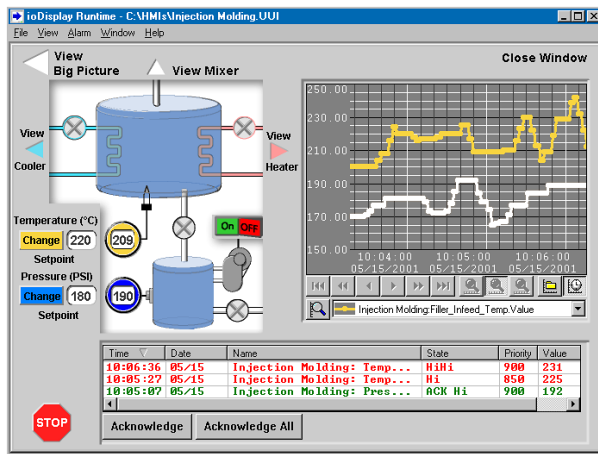 ioDisplay Runtime - C:\HMIs\Injection Molding.UUI
File View Alarm Window Help
View
Big Picture
View Mixer
Close Window
View
Cooler
View
Heater
Temperature (°C)
Change 220
Setpoint
209
Pressure (PSI)
Change 180
Setpoint
190
On OFF
250.00
230.00
210.00
190.00
170.00
150.00
10:04:00 10:05:00 10:06:00
05/15/2001 05/15/2001 05/15/2001
Injection Molding:Filler_Infeed_Temp.Value
Time Date Name State Priority Value
10:06:36 05/15 Injection Molding: Temp... HiHi 900 231
10:05:27 05/15 Injection Molding: Temp... Hi 850 225
10:05:07 05/15 Injection Molding: Pres... ACK Hi 900 192
STOP
Acknowledge Acknowledge All